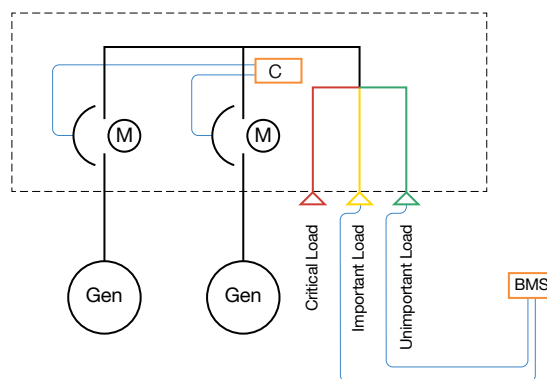 C
M
M
Gen
Gen
Critical Load
Important Load
Unimportant Load
BMS